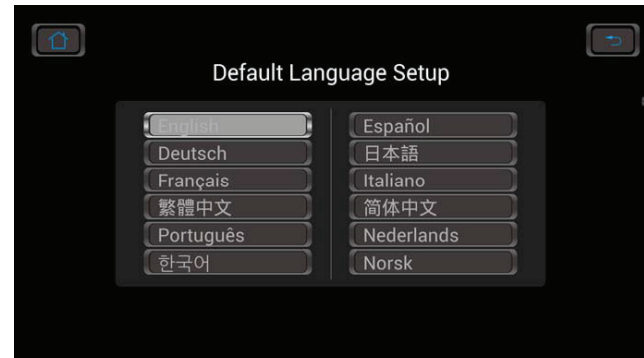 Default Language Setup
English
Español
Deutsch
日本語
Français
Italiano
繁體中文
简体中文
Português
Nederlands
한국어
Norsk